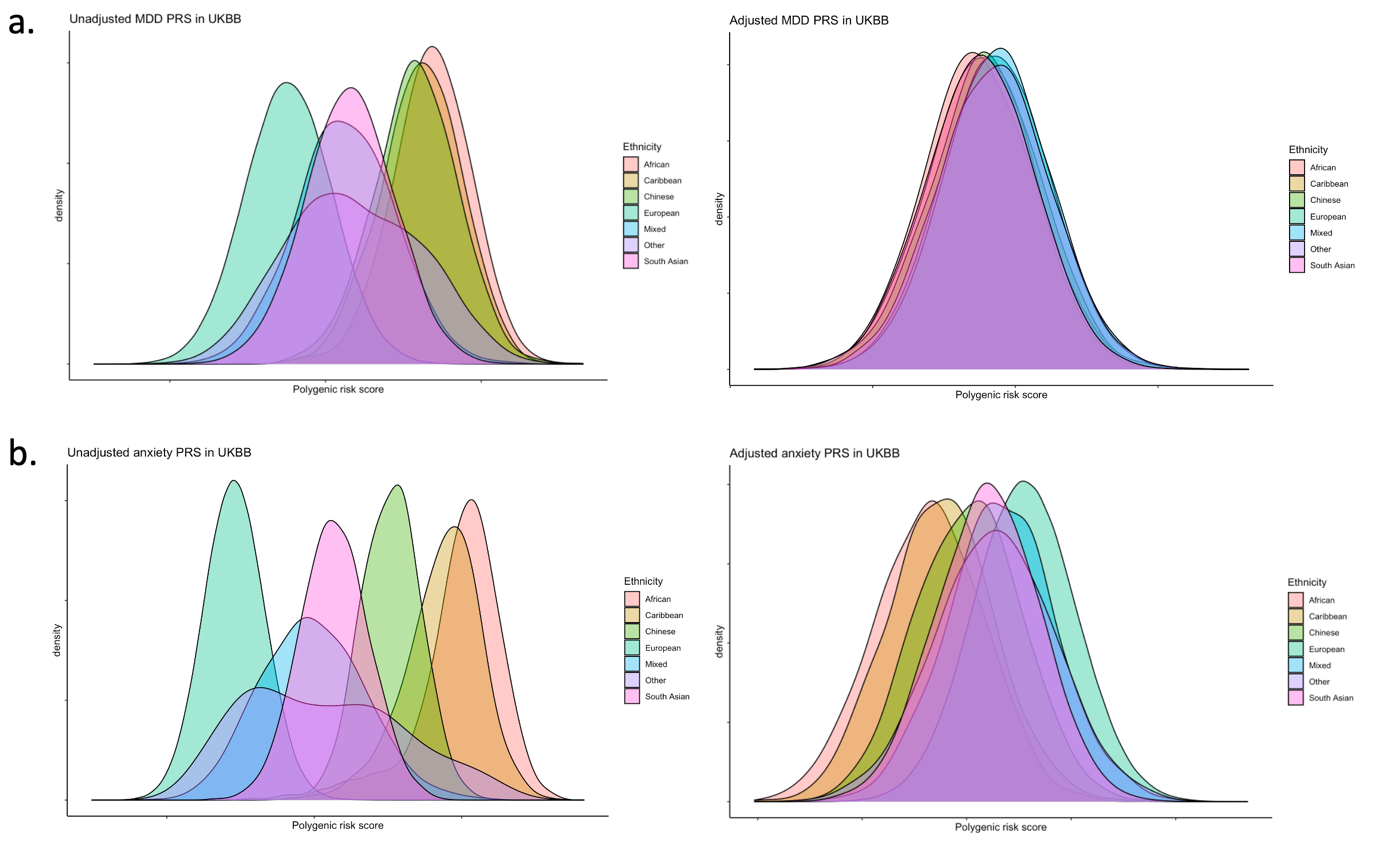 a.
Unadjusted MDD PRS in UKBB
density
Polygenic risk score
Ethnicity
African
Caribbean
Chinese
European
Mixed
Other
South Asian
Adjusted MDD PRS in UKBB
density
Polygenic risk score
Ethnicity
African
Caribbean
Chinese
European
Mixed
Other
South Asian
b.
Unadjusted anxiety PRS in UKBB
density
Polygenic risk score
Ethnicity
African
Caribbean
Chinese
European
Mixed
Other
South Asian
Adjusted anxiety PRS in UKBB
density
Polygenic risk score
Ethnicity
African
Caribbean
Chinese
European
Mixed
Other
South Asian